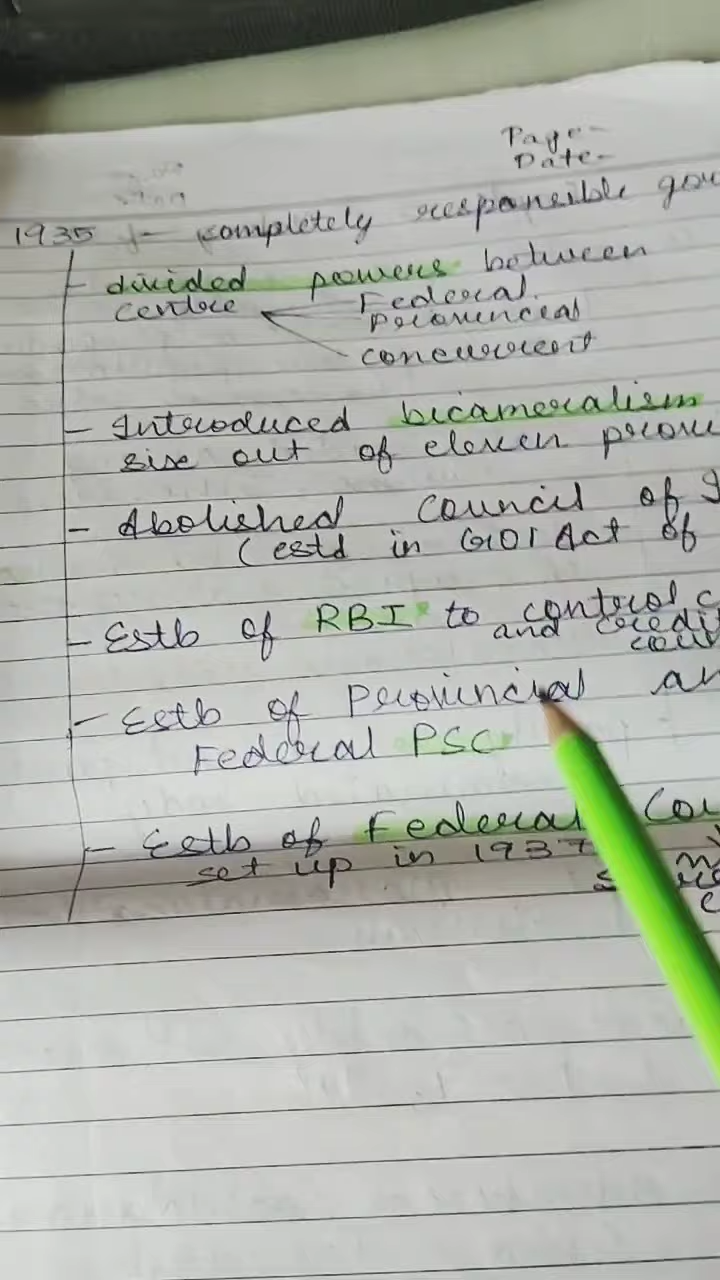 Page-
Date-
1935 - completely responsible gov
- divided powers between
centre Federal.
Provincial
concurrent
- Introduced bicameralism
six out of eleven prov
- Abolished council of I
(estd in GOI Act of
- Estb of RBI to control c
and credi
- Estb of Provincial an
Federal PSC
- Estb of Federal Cou
set up in 1937